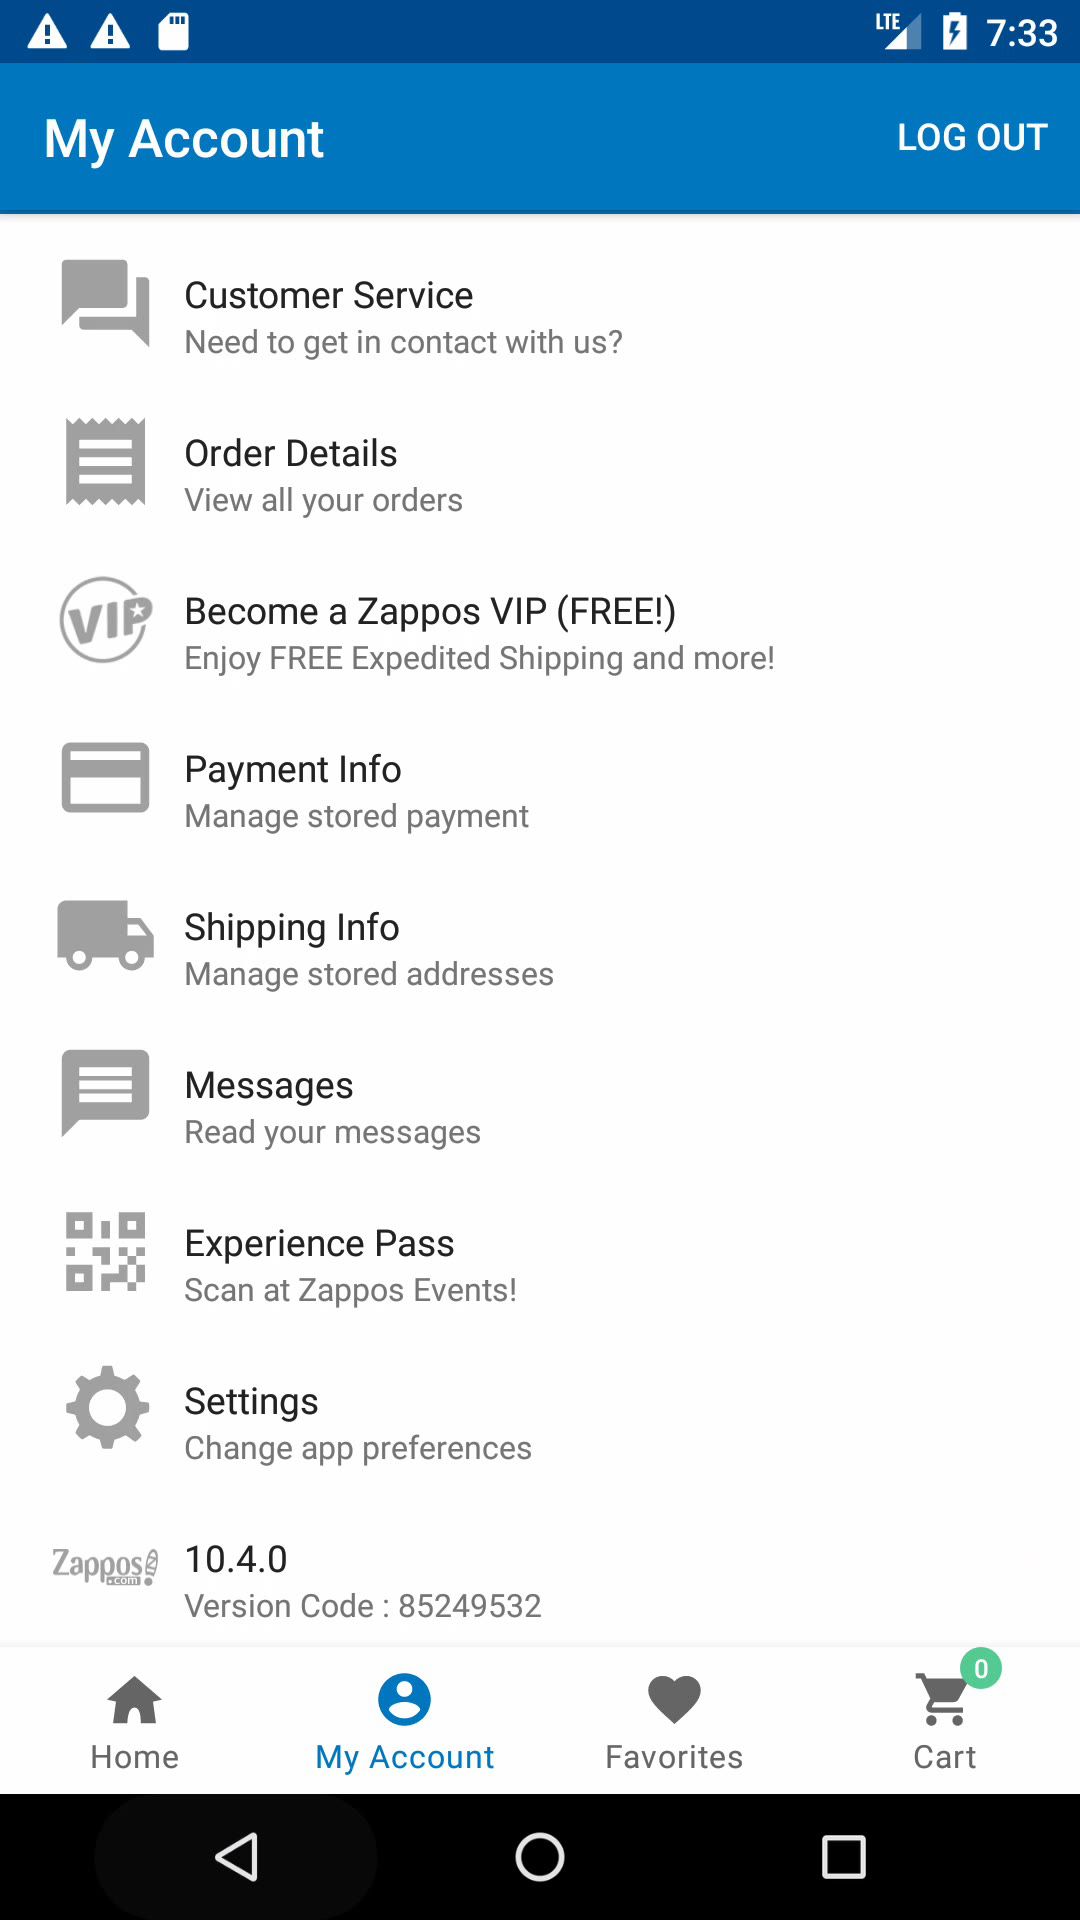 LTE 7:33
My Account LOG OUT
Customer Service
Need to get in contact with us?
Order Details
View all your orders
VIP
Become a Zappos VIP (FREE!)
Enjoy FREE Expedited Shipping and more!
Payment Info
Manage stored payment
Shipping Info
Manage stored addresses
Messages
Read your messages
Experience Pass
Scan at Zappos Events!
Settings
Change app preferences
Zappos
.com
10.4.0
Version Code : 85249532
0
Home My Account Favorites Cart